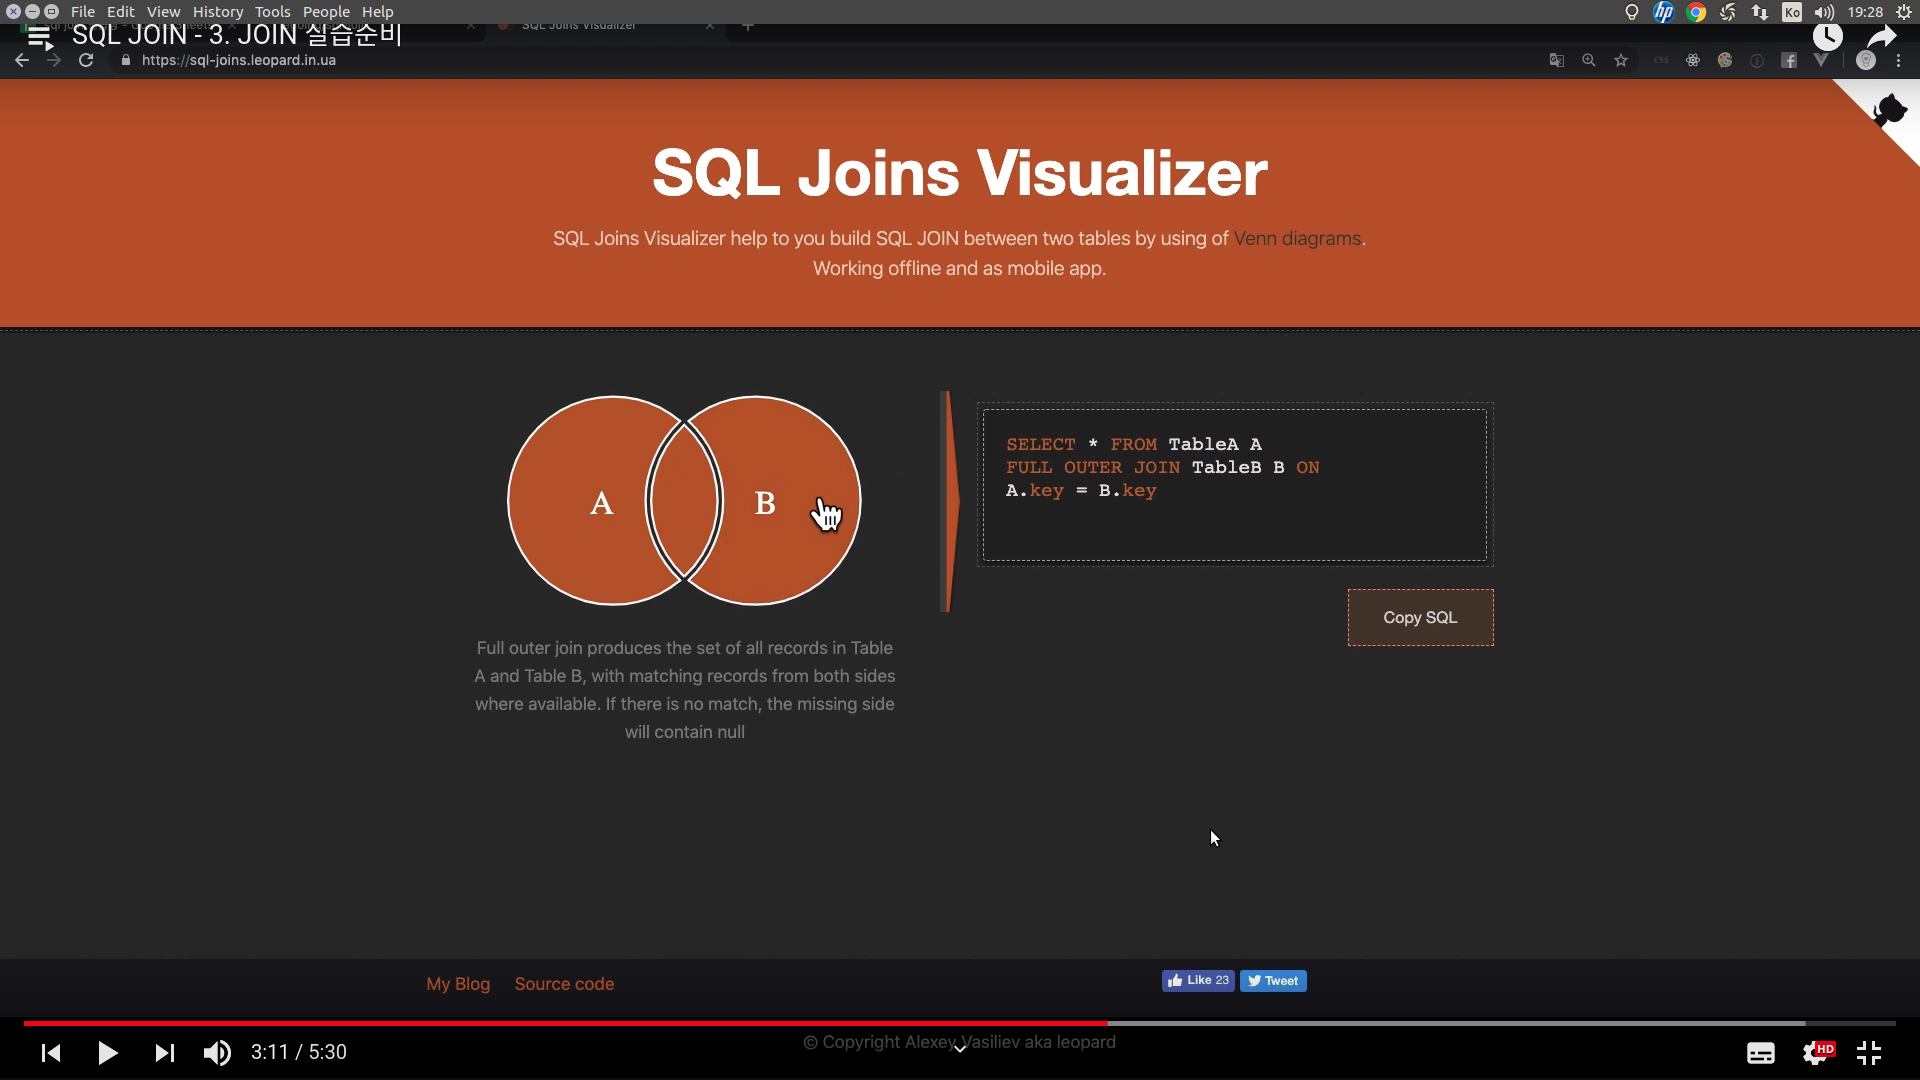 File Edit View History Tools People Help
Ko
19:28
SQL JOIN - 3. JOIN 실습준비
SQL Joins Visualizer
https://sql-joins.leopard.in.ua
css
SQL Joins Visualizer
SQL Joins Visualizer help to you build SQL JOIN between two tables by using of Venn diagrams.
Working offline and as mobile app.
A
B
Full outer join produces the set of all records in Table
A and Table B, with matching records from both sides
where available. If there is no match, the missing side
will contain null
SELECT * FROM TableA A
FULL OUTER JOIN TableB B ON
A.key = B.key
Copy SQL
My Blog
Source code
Like 23
Tweet
© Copyright Alexey Vasiliev aka leopard
3:11 / 5:30
HD